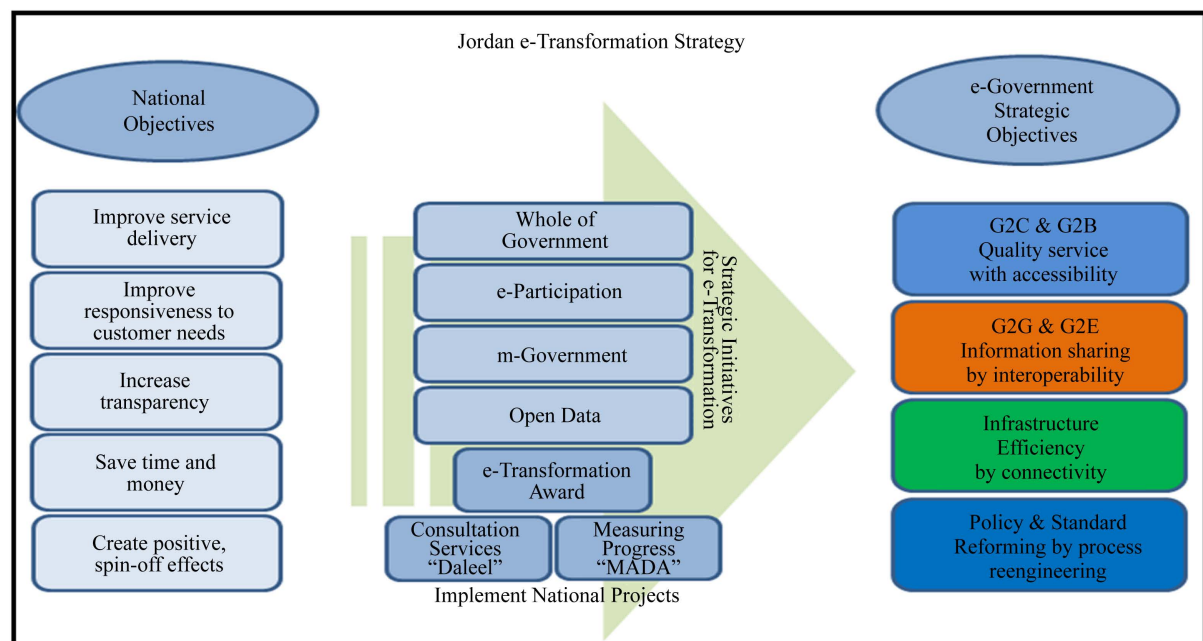 Jordan e-Transformation Strategy
National
Objectives
Improve service
delivery
Improve
responsiveness to
customer needs
Increase
transparency
Save time and
money
Create positive,
spin-off effects
Whole of
Government
e-Participation
m-Government
Open Data
Strategic Initiatives
for e-Transformation
e-Transformation
Award
Consultation
Services
“Daleel”
Measuring
Progress
“MADA”
Implement National Projects
e-Government
Strategic
Objectives
G2C & G2B
Quality service
with accessibility
G2G & G2E
Information sharing
by interoperability
Infrastructure
Efficiency
by connectivity
Policy & Standard
Reforming by process
reengineering